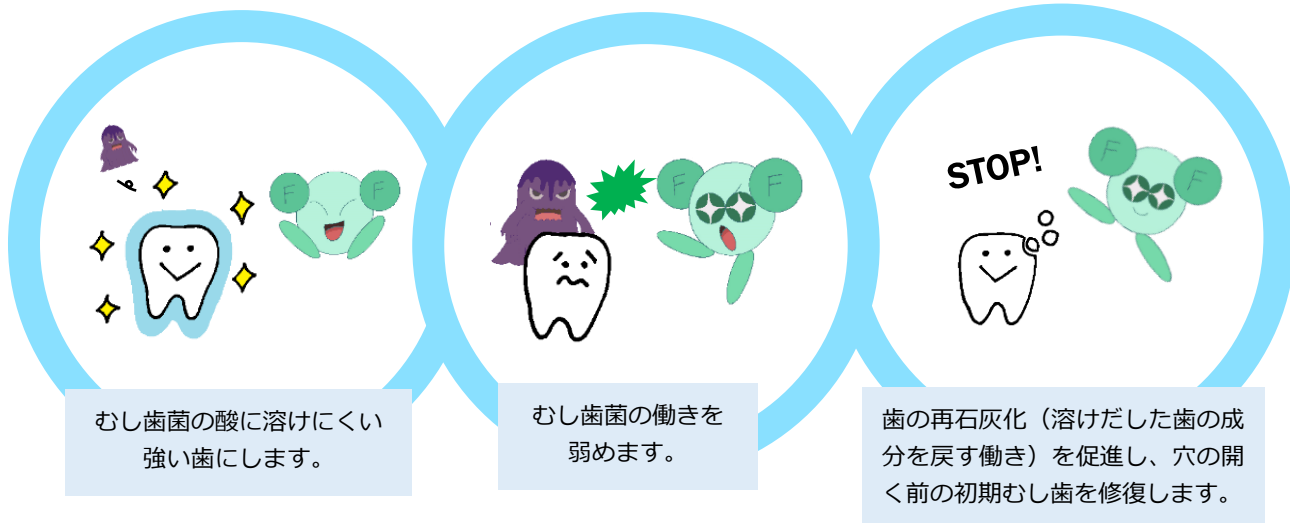 F F
むし歯菌の酸に溶けにくい
強い歯にします。
F F
むし歯菌の働きを
弱めます。
STOP!
F F
歯の再石灰化（溶けだした歯の成
分を戻す働き）を促進し、穴の開
く前の初期むし歯を修復します。